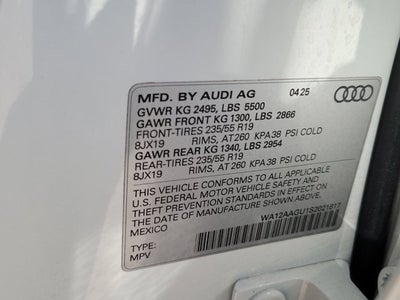 MFD. BY AUDI AG 04 25
GVWR KG 2495, LBS 5500
GAWR FRONT KG 1300, LBS 2866
FRONT-TIRES 235/55 R19
8JX19 RIMS, AT260 KPA38 PSI COLD
GAWR REAR KG 1340, LBS 2954
REAR-TIRES 235/55 R19
8JX19 RIMS, AT260 KPA38 PSI COLD
THIS VEHICLE CONFORMS TO ALL APPLICABLE
U.S. FEDERAL MOTOR VEHICLE SAFETY AND
THEFT PREVENTION STANDARDS IN EFFECT ON
THE DATE OF MANUFACTURE SHOWN ABOVE.
MEXICO
WA12AAGU1S2021617
TYPE:
MPV